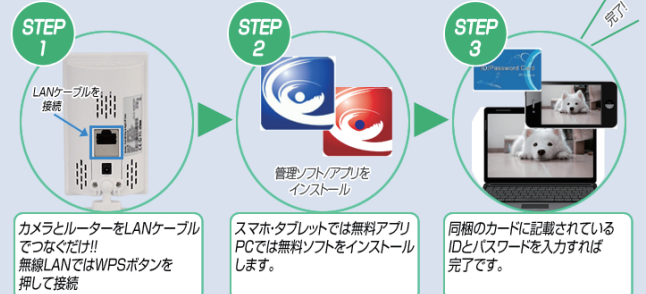 STEP
1
LANケーブルを
接続
カメラとルーターをLANケーブル
でつなぐだけ!!
無線LANではWPSボタンを
押して接続
STEP
2
管理ソフト/アプリを
インストール
スマホ・タブレットでは無料アプリ
PCでは無料ソフトをインストール
します。
STEP
3
完了!
ID/Password Card
同梱のカードに記載されている
IDとパスワードを入力すれば
完了です。